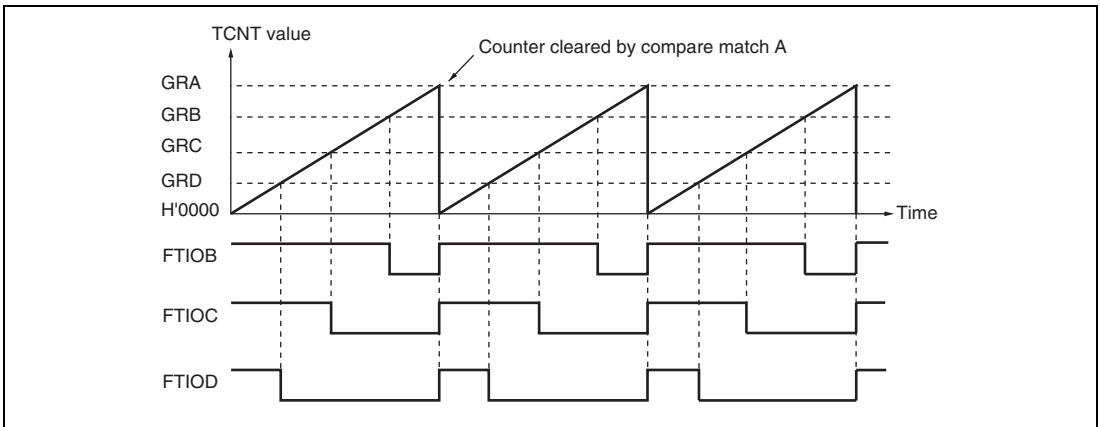 TCNT value
Counter cleared by compare match A
GRA
GRB
GRC
GRD
H'0000
Time
FTIOB
FTIOC
FTIOD